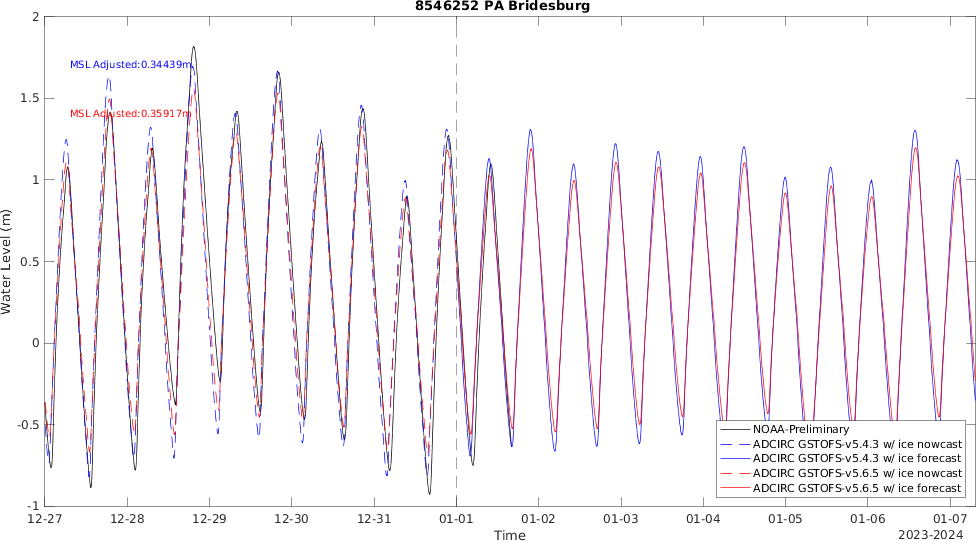 8546252 PA Bridesburg
2
1.5
1
0.5
0
-0.5
-1
Water Level (m)
MSL Adjusted:0.34439m
MSL Adjusted:0.35917m
NOAA-Preliminary
ADCIRC GSTOFS-v5.4.3 w/ ice nowcast
ADCIRC GSTOFS-v5.4.3 w/ ice forecast
ADCIRC GSTOFS-v5.6.5 w/ ice nowcast
ADCIRC GSTOFS-v5.6.5 w/ ice forecast
12-27 12-28 12-29 12-30 12-31 01-01 01-02 01-03 01-04 01-05 01-06 01-07
Time
2023-2024